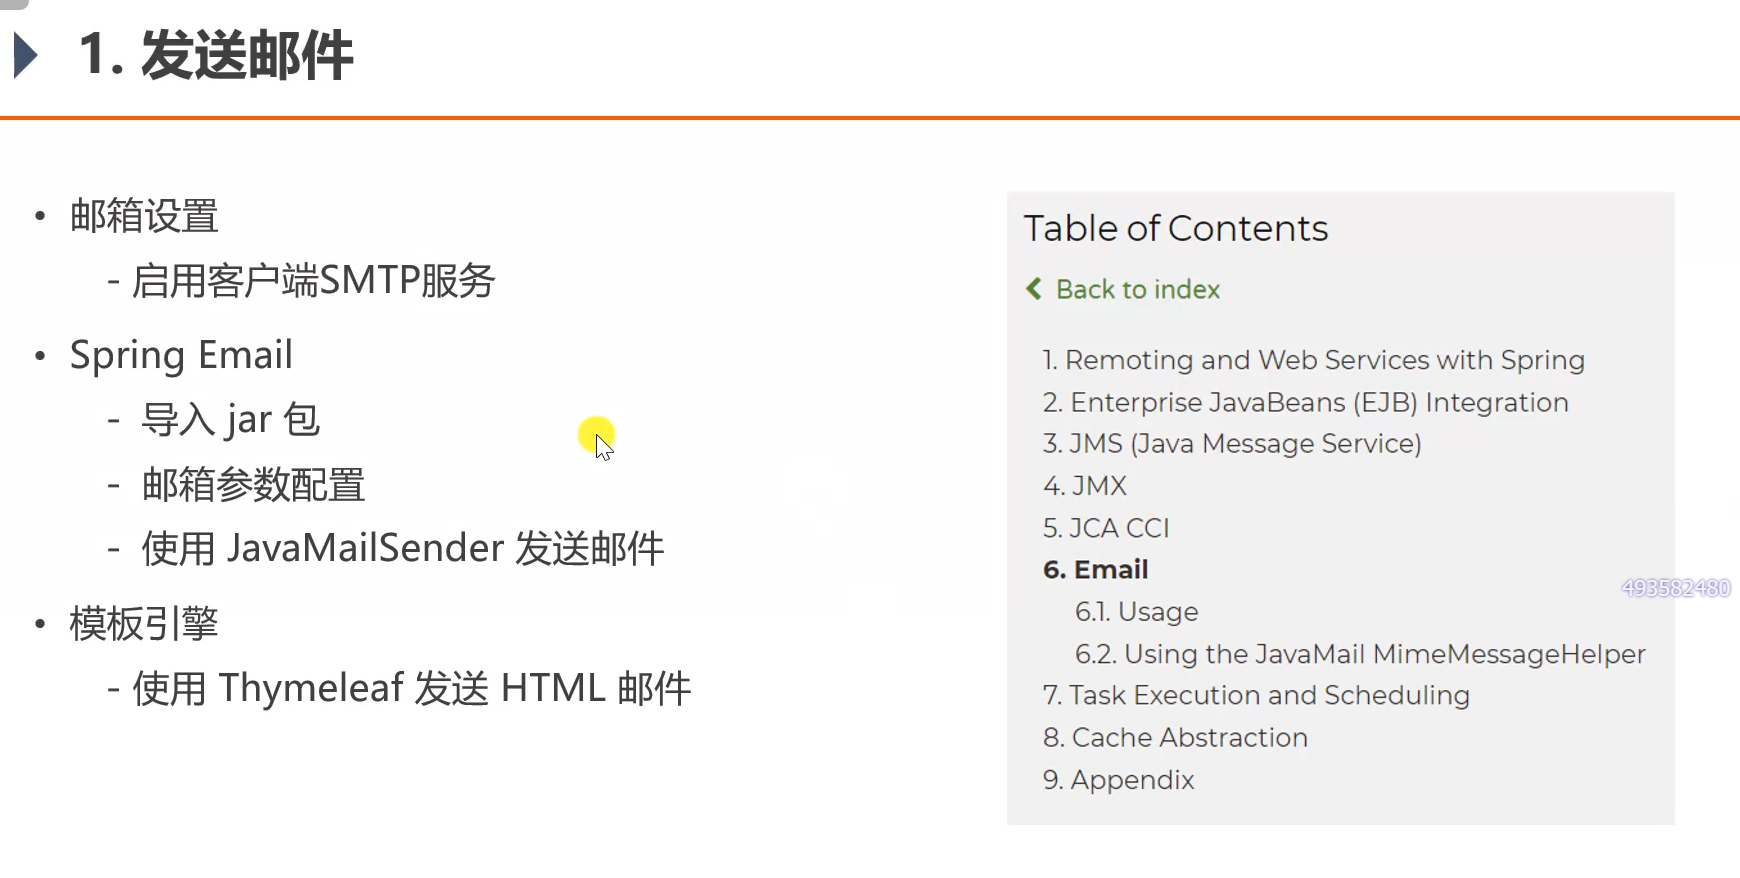 1. 发送邮件
• 邮箱设置
- 启用客户端SMTP服务
• Spring Email
- 导入 jar 包
- 邮箱参数配置
- 使用 JavaMailSender 发送邮件
• 模板引擎
- 使用 Thymeleaf 发送 HTML 邮件
Table of Contents
Back to index
1. Remoting and Web Services with Spring
2. Enterprise JavaBeans (EJB) Integration
3. JMS (Java Message Service)
4. JMX
5. JCA CCI
6. Email
6.1. Usage
6.2. Using the JavaMail MimeMessageHelper
7. Task Execution and Scheduling
8. Cache Abstraction
9. Appendix
493582480